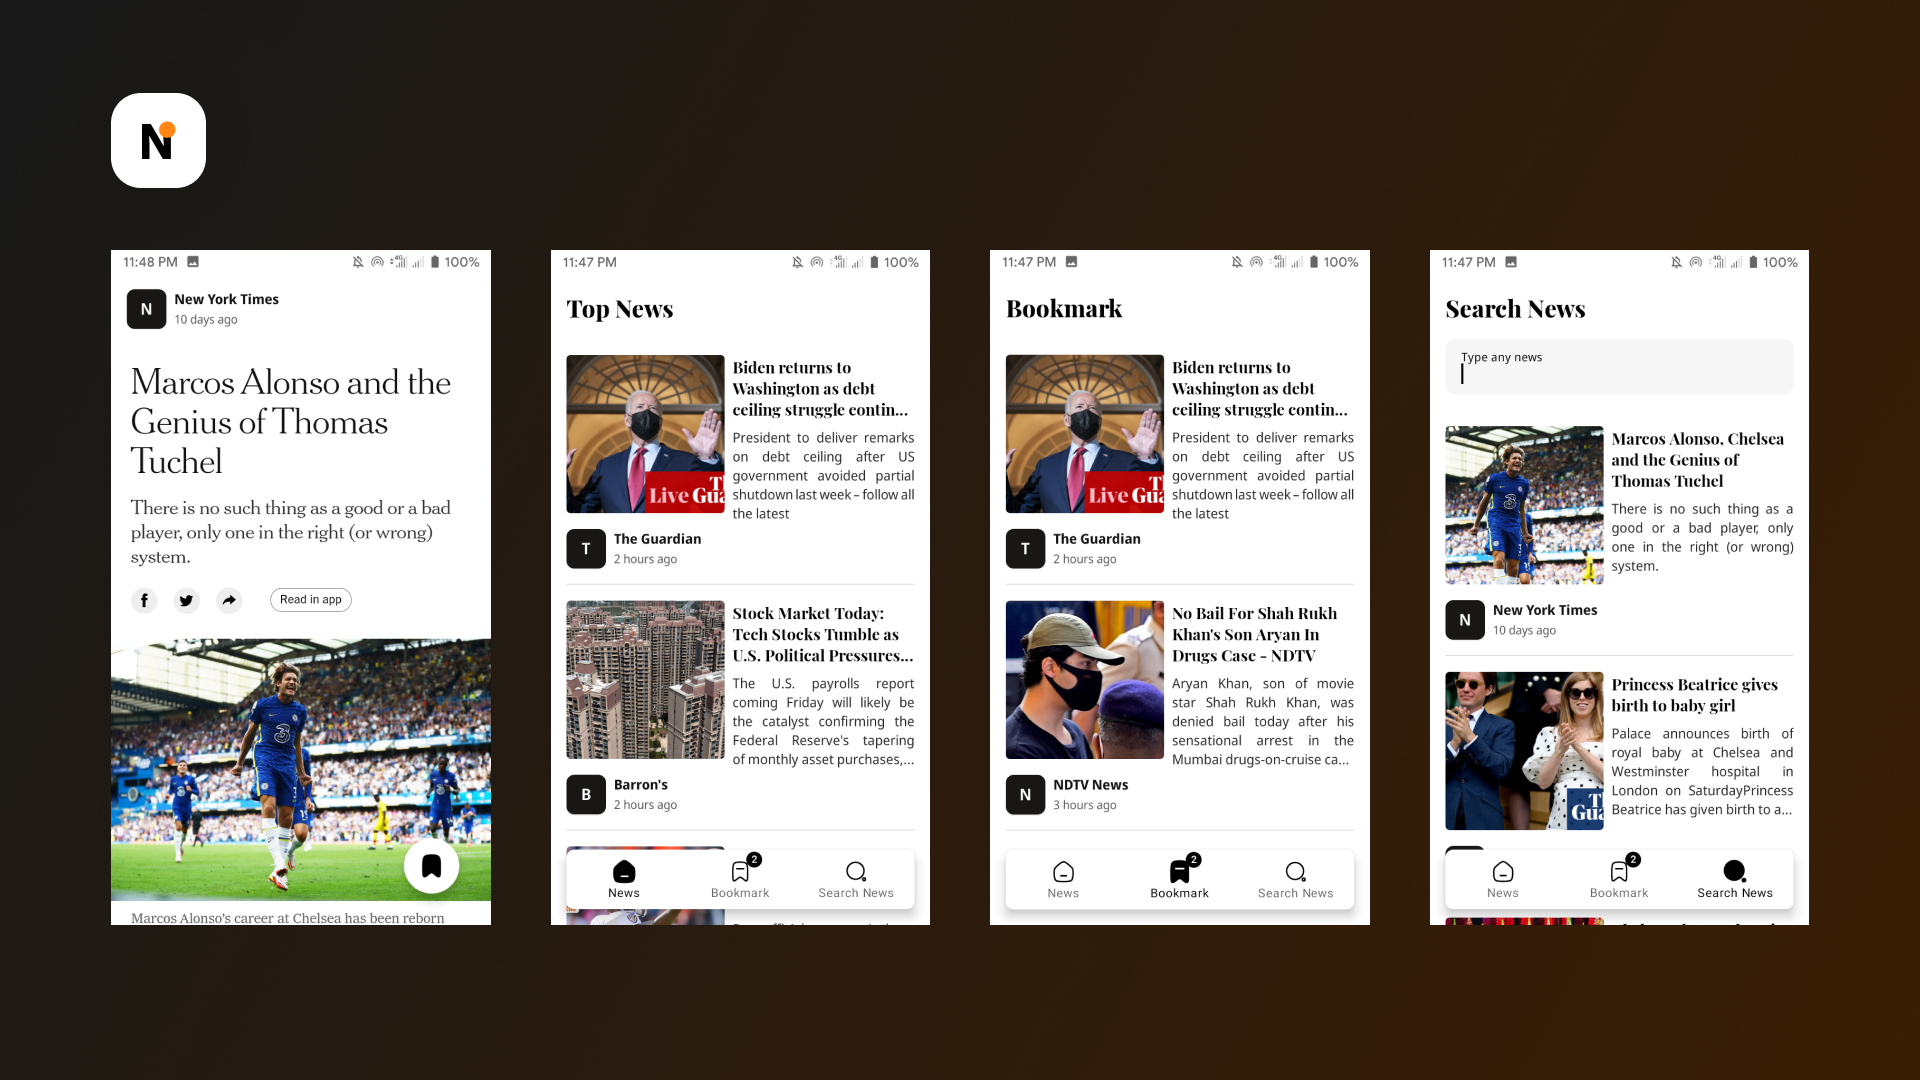 N
11:48 PM 4G 100%
N
New York Times
10 days ago
Marcos Alonso and the
Genius of Thomas
Tuchel
There is no such thing as a good or a bad
player, only one in the right (or wrong)
system.
Read in app
3
Marcos Alonso's career at Chelsea has been reborn
11:47 PM 4G 100%
Top News
Biden returns to
Washington as debt
ceiling struggle contin...
President to deliver remarks
on debt ceiling after US
government avoided partial
shutdown last week – follow all
the latest
Live Gua
T
The Guardian
2 hours ago
Stock Market Today:
Tech Stocks Tumble as
U.S. Political Pressures...
The U.S. payrolls report
coming Friday will likely be
the catalyst confirming the
Federal Reserve's tapering
of monthly asset purchases,...
B
Barron's
2 hours ago
2
News Bookmark Search News
11:47 PM 4G 100%
Bookmark
Biden returns to
Washington as debt
ceiling struggle contin...
President to deliver remarks
on debt ceiling after US
government avoided partial
shutdown last week – follow all
the latest
Live Gua
T
The Guardian
2 hours ago
No Bail For Shah Rukh
Khan's Son Aryan In
Drugs Case - NDTV
Aryan Khan, son of movie
star Shah Rukh Khan, was
denied bail today after his
sensational arrest in the
Mumbai drugs-on-cruise ca...
N
NDTV News
3 hours ago
2
News Bookmark Search News
11:47 PM 4G 100%
Search News
Type any news
Marcos Alonso, Chelsea
and the Genius of
Thomas Tuchel
There is no such thing as a
good or a bad player, only
one in the right (or wrong)
system.
3
N
New York Times
10 days ago
Princess Beatrice gives
birth to baby girl
Palace announces birth of
royal baby at Chelsea and
Westminster hospital in
London on SaturdayPrincess
Beatrice has given birth to a...
Gua
2
News Bookmark Search News